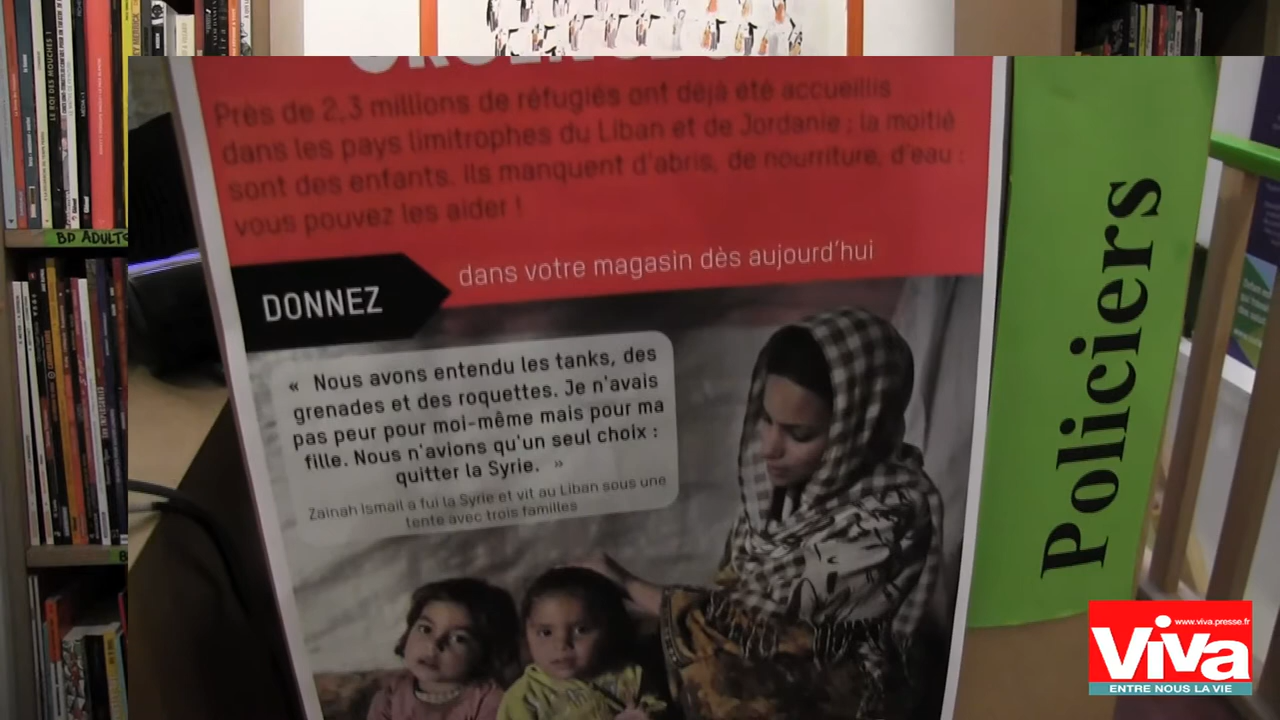 LE ROI DES MOUCHES
BD ADULTE
Près de 2,3 millions de réfugiés ont déjà été accueillis
dans les pays limitrophes du Liban et de Jordanie ; la moitié
sont des enfants. Ils manquent d'abris, de nourriture, d'eau :
vous pouvez les aider !
DONNEZ
dans votre magasin dès aujourd'hui
« Nous avons entendu les tanks, des
grenades et des roquettes. Je n'avais
pas peur pour moi-même mais pour ma
fille. Nous n'avions qu'un seul choix :
quitter la Syrie. »
Zainah Ismail a fui la Syrie et vit au Liban sous une
tente avec trois familles
Policiers
www.viva.presse.fr
Viva
ENTRE NOUS LA VIE